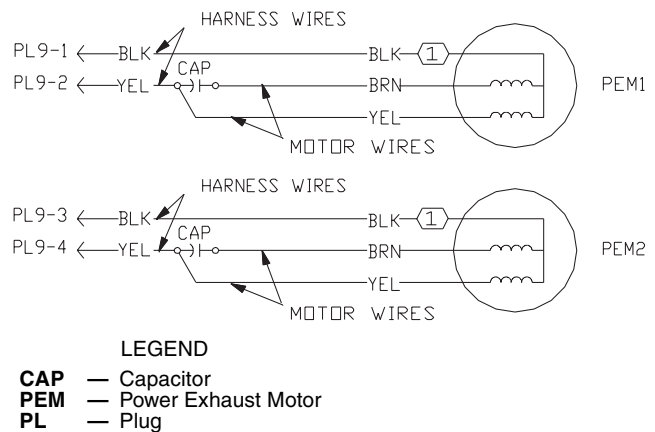 HARNESS WIRES
PL9-1 BLK BLK 1
CAP
PL9-2 YEL BRN PEM1
YEL
MOTOR WIRES
HARNESS WIRES
PL9-3 BLK BLK 1
CAP
PL9-4 YEL BRN PEM2
YEL
MOTOR WIRES
LEGEND
CAP — Capacitor
PEM — Power Exhaust Motor
PL — Plug